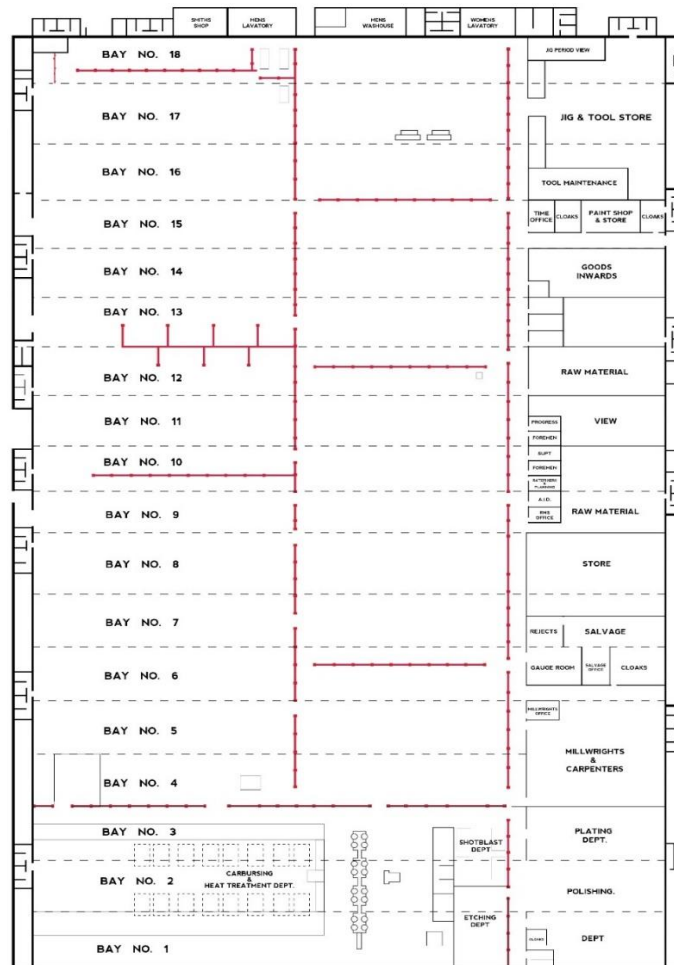 SMITHS
SHOP
MENS
LAVATORY
MENS
WASHOUSE
WOMENS
LAVATORY
BAY NO. 18
JIG PERIOD VIEW
BAY NO. 17
JIG & TOOL STORE
BAY NO. 16
TOOL MAINTENANCE
BAY NO. 15
TIME
OFFICE
CLOAKS
PAINT SHOP
& STORE
CLOAKS
BAY NO. 14
GOODS
INWARDS
BAY NO. 13
BAY NO. 12
RAW MATERIAL
BAY NO. 11
PROGRESS
VIEW
FOREMEN
BAY NO. 10
SUPT
FOREMEN
A.I.D.
BAY NO. 9
OFFICE
RAW MATERIAL
BAY NO. 8
STORE
BAY NO. 7
REJECTS
SALVAGE
BAY NO. 6
GAUGE ROOM
SALVAGE
OFFICE
CLOAKS
MILLWRIGHTS
OFFICE
BAY NO. 5
MILLWRIGHTS
&
CARPENTERS
BAY NO. 4
BAY NO. 3
PLATING
DEPT.
SHOTBLAST
DEPT
CARBURSING
&
HEAT TREATMENT DEPT.
BAY NO. 2
POLISHING.
ETCHING
DEPT
CLOAKS
DEPT
BAY NO. 1